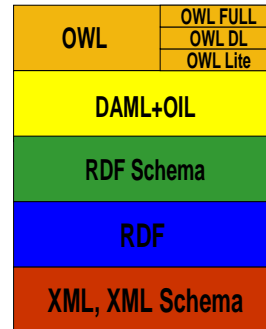 OWL FULL
OWL
OWL DL
OWL Lite
DAML+OIL
RDF Schema
RDF
XML, XML Schema